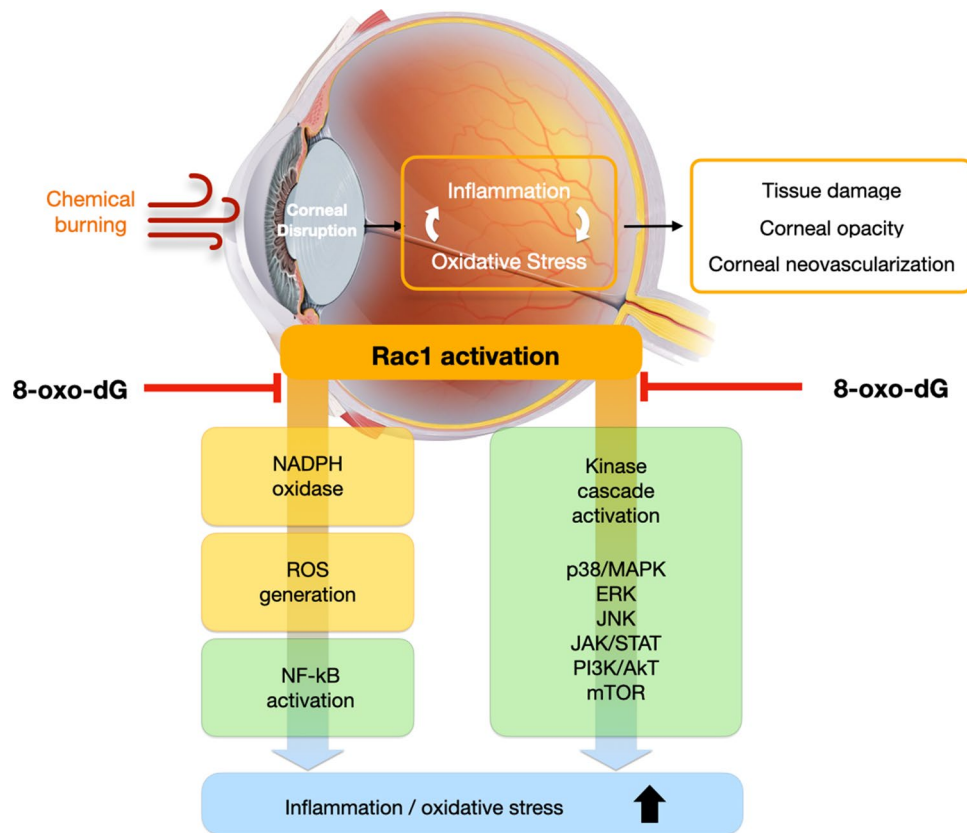 Chemical
burning
Corneal
Disruption
Inflammation
Oxidative Stress
Tissue damage
Corneal opacity
Corneal neovascularization
Rac1 activation
8-oxo-dG
8-oxo-dG
NADPH
oxidase
ROS
generation
NF-kB
activation
Kinase
cascade
activation
p38/MAPK
ERK
JNK
JAK/STAT
PI3K/AkT
mTOR
Inflammation / oxidative stress